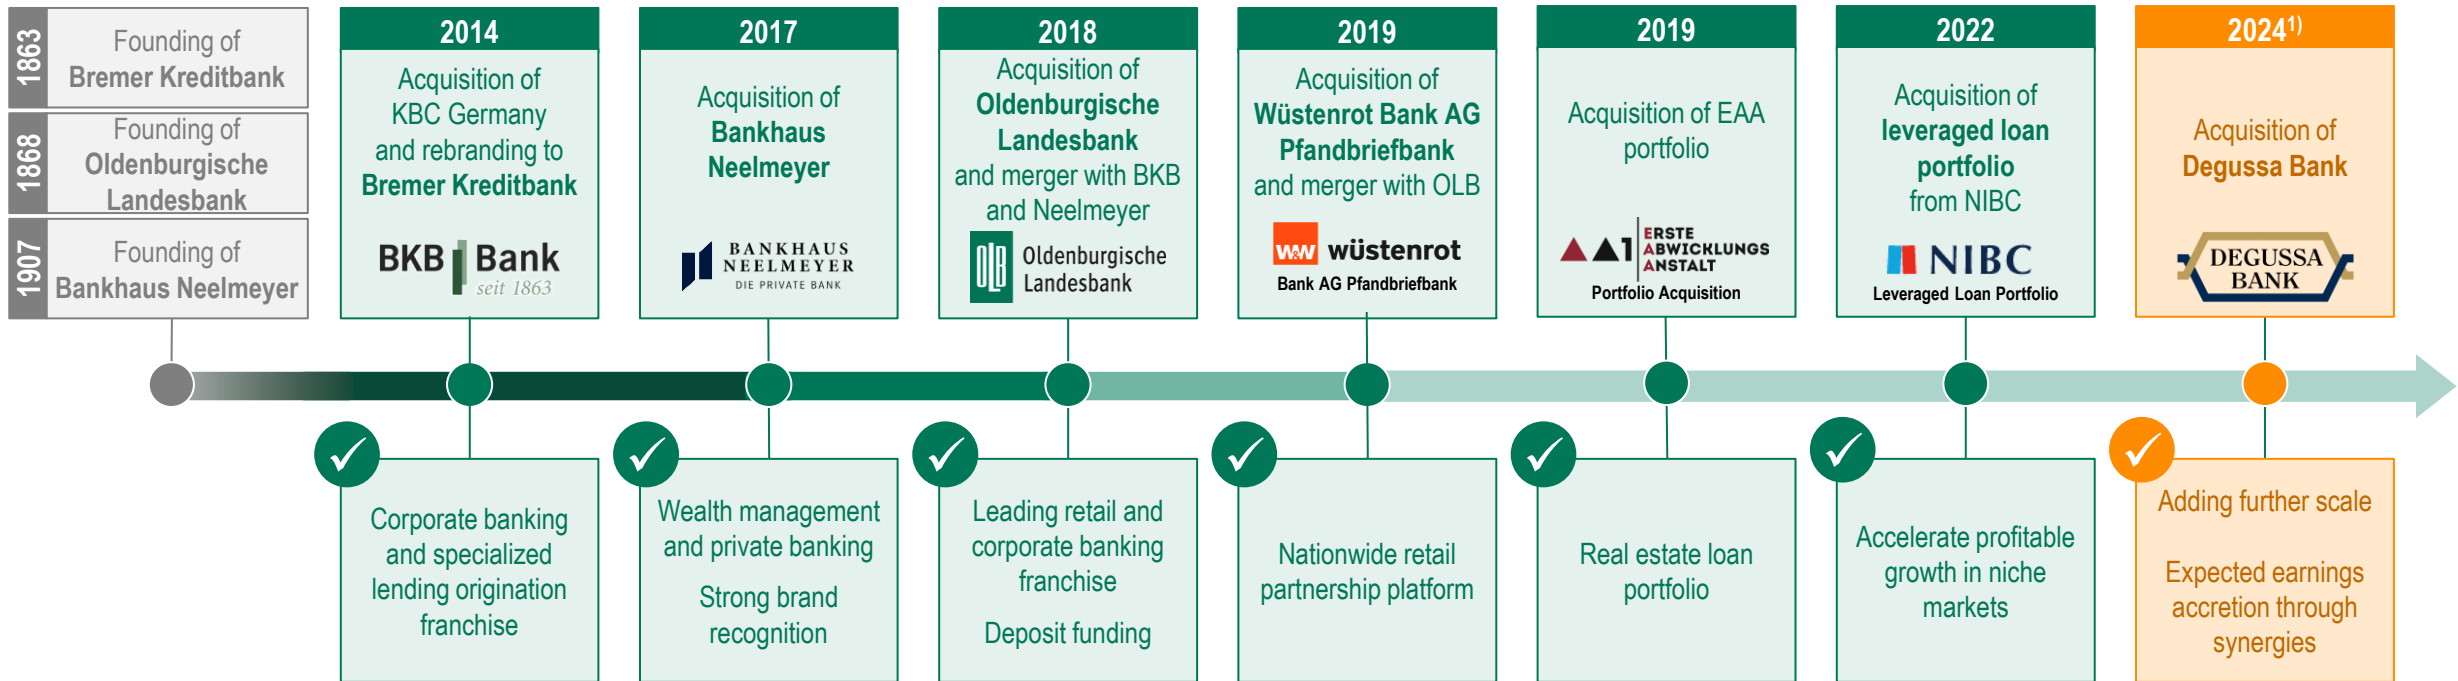 1863
Founding of
Bremer Kreditbank
1868
Founding of
Oldenburgische
Landesbank
1907
Founding of
Bankhaus Neelmeyer
2014
Acquisition of
KBC Germany
and rebranding to
Bremer Kreditbank
BKB Bank
seit 1863
2017
Acquisition of
Bankhaus
Neelmeyer
BANKHAUS
NEELMEYER
DIE PRIVATE BANK
2018
Acquisition of
Oldenburgische
Landesbank
and merger with BKB
and Neelmeyer
OLB
Oldenburgische
Landesbank
2019
Acquisition of
Wüstenrot Bank AG
Pfandbriefbank
and merger with OLB
W&W wüstenrot
Bank AG Pfandbriefbank
2019
Acquisition of EAA
portfolio
ERSTE
ABWICKLUNGS
ANSTALT
Portfolio Acquisition
2022
Acquisition of
leveraged loan
portfolio
from NIBC
NIBC
Leveraged Loan Portfolio
2024¹⁾
Acquisition of
Degussa Bank
DEGUSSA
BANK
Corporate banking
and specialized
lending origination
franchise
Wealth management
and private banking
Strong brand
recognition
Leading retail and
corporate banking
franchise
Deposit funding
Nationwide retail
partnership platform
Real estate loan
portfolio
Accelerate profitable
growth in niche
markets
Adding further scale
Expected earnings
accretion through
synergies